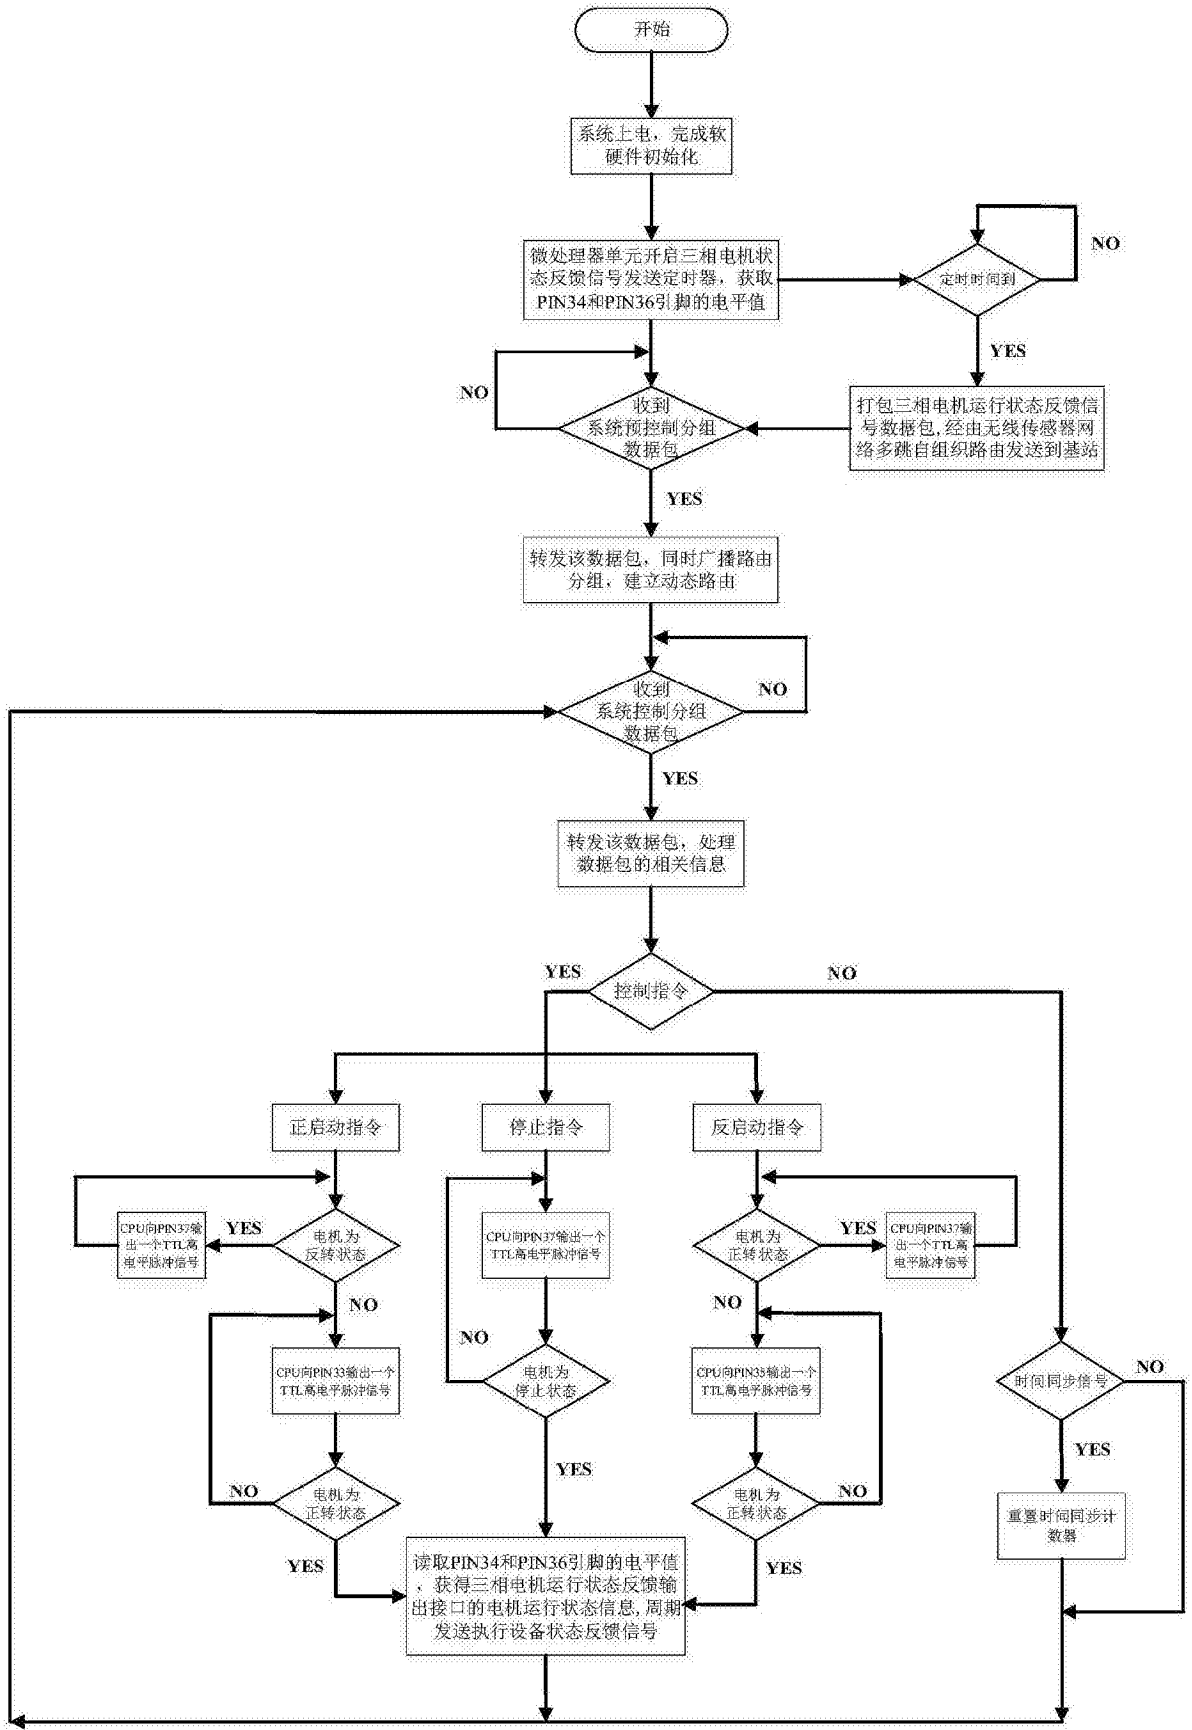 开始
系统上电，完成软
硬件初始化
微处理器单元开启三相电机状
态反馈信号发送定时器，获取
PIN34和PIN36引脚的电平值
定时时间到
NO
YES
打包三相电机运行状态反馈信
号数据包,经由无线传感器网
络多跳自组织路由发送到基站
NO
收到
系统预控制分组
数据包
YES
转发该数据包，同时广播路由
分组，建立动态路由
收到
系统控制分组
数据包
NO
YES
转发该数据包，处理
数据包的相关信息
YES
控制指令
NO
正启动指令
停止指令
反启动指令
CPU向PIN37输
出一个TTL高
电平脉冲信号
YES
电机为
反转状态
NO
CPU向PIN37输出一个
TTL高电平脉冲信号
电机为
正转状态
YES
CPU向PIN37输
出一个TTL高
电平脉冲信号
NO
CPU向PIN33输出一个
TTL高电平脉冲信号
NO
电机为
停止状态
YES
CPU向PIN35输出一个
TTL高电平脉冲信号
时间同步信号
NO
YES
NO
电机为
正转状态
YES
电机为
正转状态
NO
YES
重置时间同步计
数器
读取PIN34和PIN36引脚的电平值
，获得三相电机运行状态反馈输
出接口的电机运行状态信息,周期
发送执行设备状态反馈信号